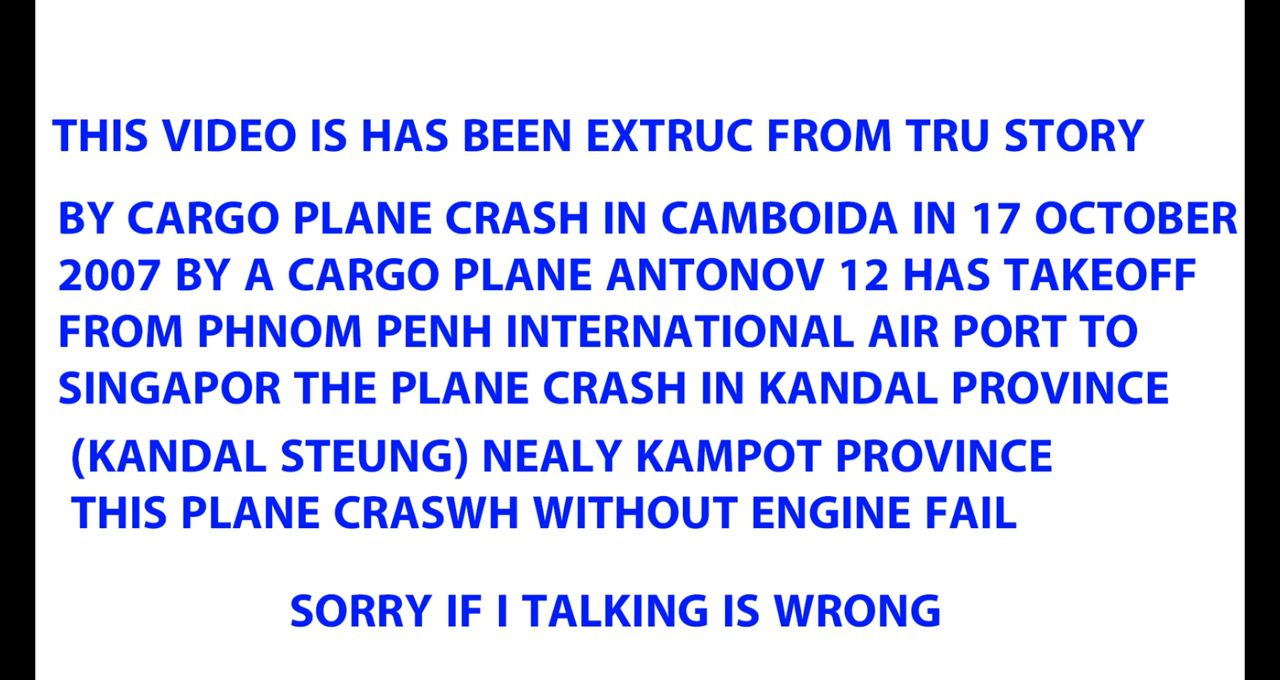 THIS VIDEO IS HAS BEEN EXTRUC FROM TRU STORY
BY CARGO PLANE CRASH IN CAMBOIDA IN 17 OCTOBER
2007 BY A CARGO PLANE ANTONOV 12 HAS TAKEOFF
FROM PHNOM PENH INTERNATIONAL AIR PORT TO
SINGAPOR THE PLANE CRASH IN KANDAL PROVINCE
(KANDAL STEUNG) NEALY KAMPOT PROVINCE
THIS PLANE CRASWH WITHOUT ENGINE FAIL
SORRY IF I TALKING IS WRONG